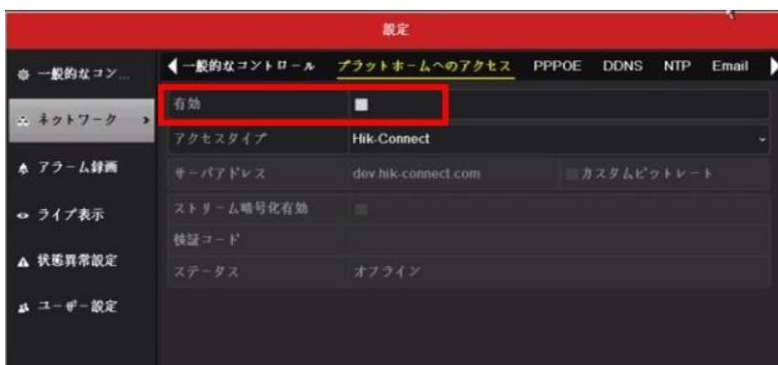 設定
一般的なコン...
ネットワーク
アラーム録画
ライブ表示
状態異常設定
ユーザー設定
一般的なコントロール プラットホームへのアクセス PPPOE DDNS NTP Email
有効
アクセスタイプ Hik-Connect
サーバアドレス dev.hik-connect.com カスタムビットレート
ストリーム暗号化有効
検証コード
ステータス オフライン